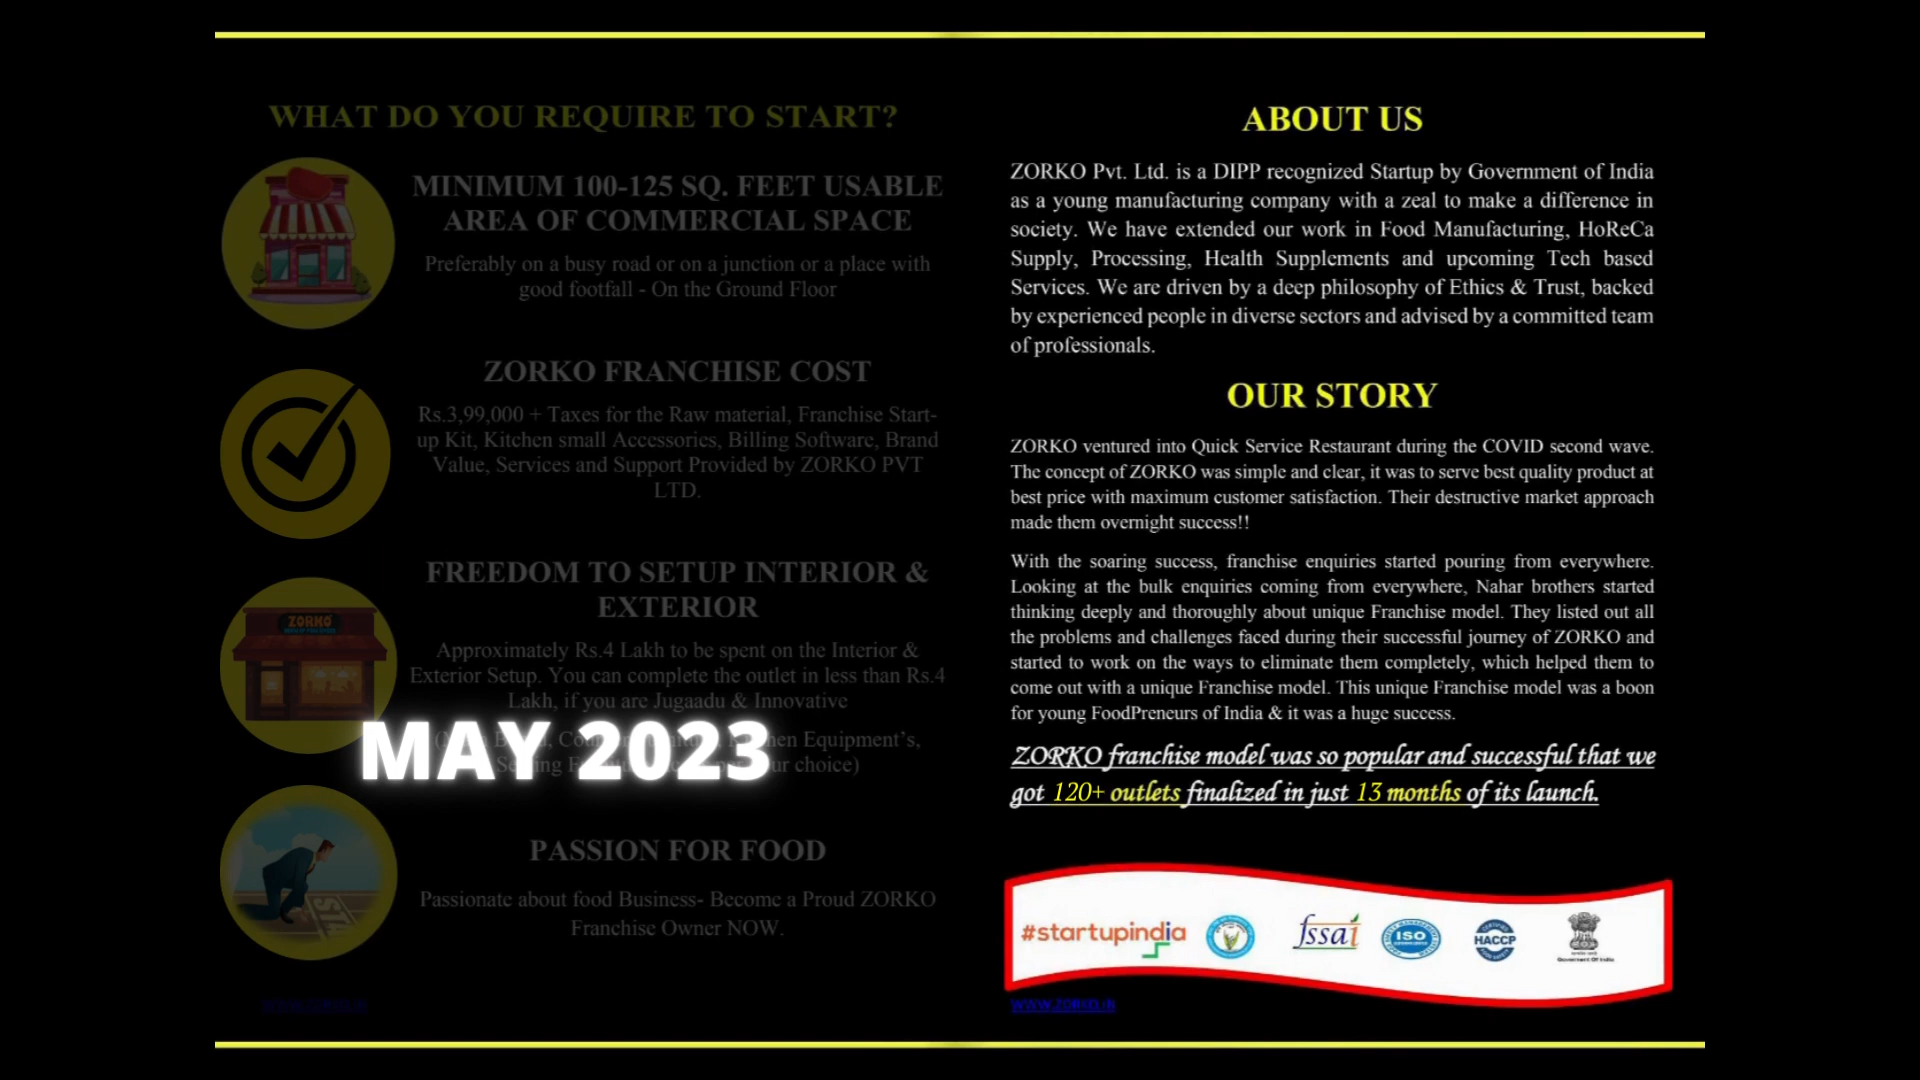 WHAT DO YOU REQUIRE TO START?
MINIMUM 100-125 SQ. FEET USABLE
AREA OF COMMERCIAL SPACE
Preferably on a busy road or on a junction or a place with
good footfall - On the Ground Floor
ZORKO FRANCHISE COST
Rs.3,99,000 + Taxes for the Raw material, Franchise Start-
up Kit, Kitchen small Accessories, Billing Software, Brand
Value, Services and Support Provided by ZORKO PVT
LTD.
FREEDOM TO SETUP INTERIOR &
EXTERIOR
ZORKO
Approximately Rs.4 Lakh to be spent on the Interior &
Exterior Setup. You can complete the outlet in less than Rs.4
Lakh, if you are Jugaadu & Innovative
Equipment's,
choice)
MAY 2023
PASSION FOR FOOD
Passionate about food Business- Become a Proud ZORKO
Franchise Owner NOW.
WWW.ZORKO.IN
ABOUT US
ZORKO Pvt. Ltd. is a DIPP recognized Startup by Government of India
as a young manufacturing company with a zeal to make a difference in
society. We have extended our work in Food Manufacturing, HoReCa
Supply, Processing, Health Supplements and upcoming Tech based
Services. We are driven by a deep philosophy of Ethics & Trust, backed
by experienced people in diverse sectors and advised by a committed team
of professionals.
OUR STORY
ZORKO ventured into Quick Service Restaurant during the COVID second wave.
The concept of ZORKO was simple and clear, it was to serve best quality product at
best price with maximum customer satisfaction. Their destructive market approach
made them overnight success!!
With the soaring success, franchise enquiries started pouring from everywhere.
Looking at the bulk enquiries coming from everywhere, Nahar brothers started
thinking deeply and thoroughly about unique Franchise model. They listed out all
the problems and challenges faced during their successful journey of ZORKO and
started to work on the ways to eliminate them completely, which helped them to
come out with a unique Franchise model. This unique Franchise model was a boon
for young FoodPreneurs of India & it was a huge success.
ZORKO franchise model was so popular and successful that we
got 120+ outlets finalized in just 13 months of its launch.
#startupindia
fssai
ISO
HACCP
Government Of India
WWW.ZORKO.IN